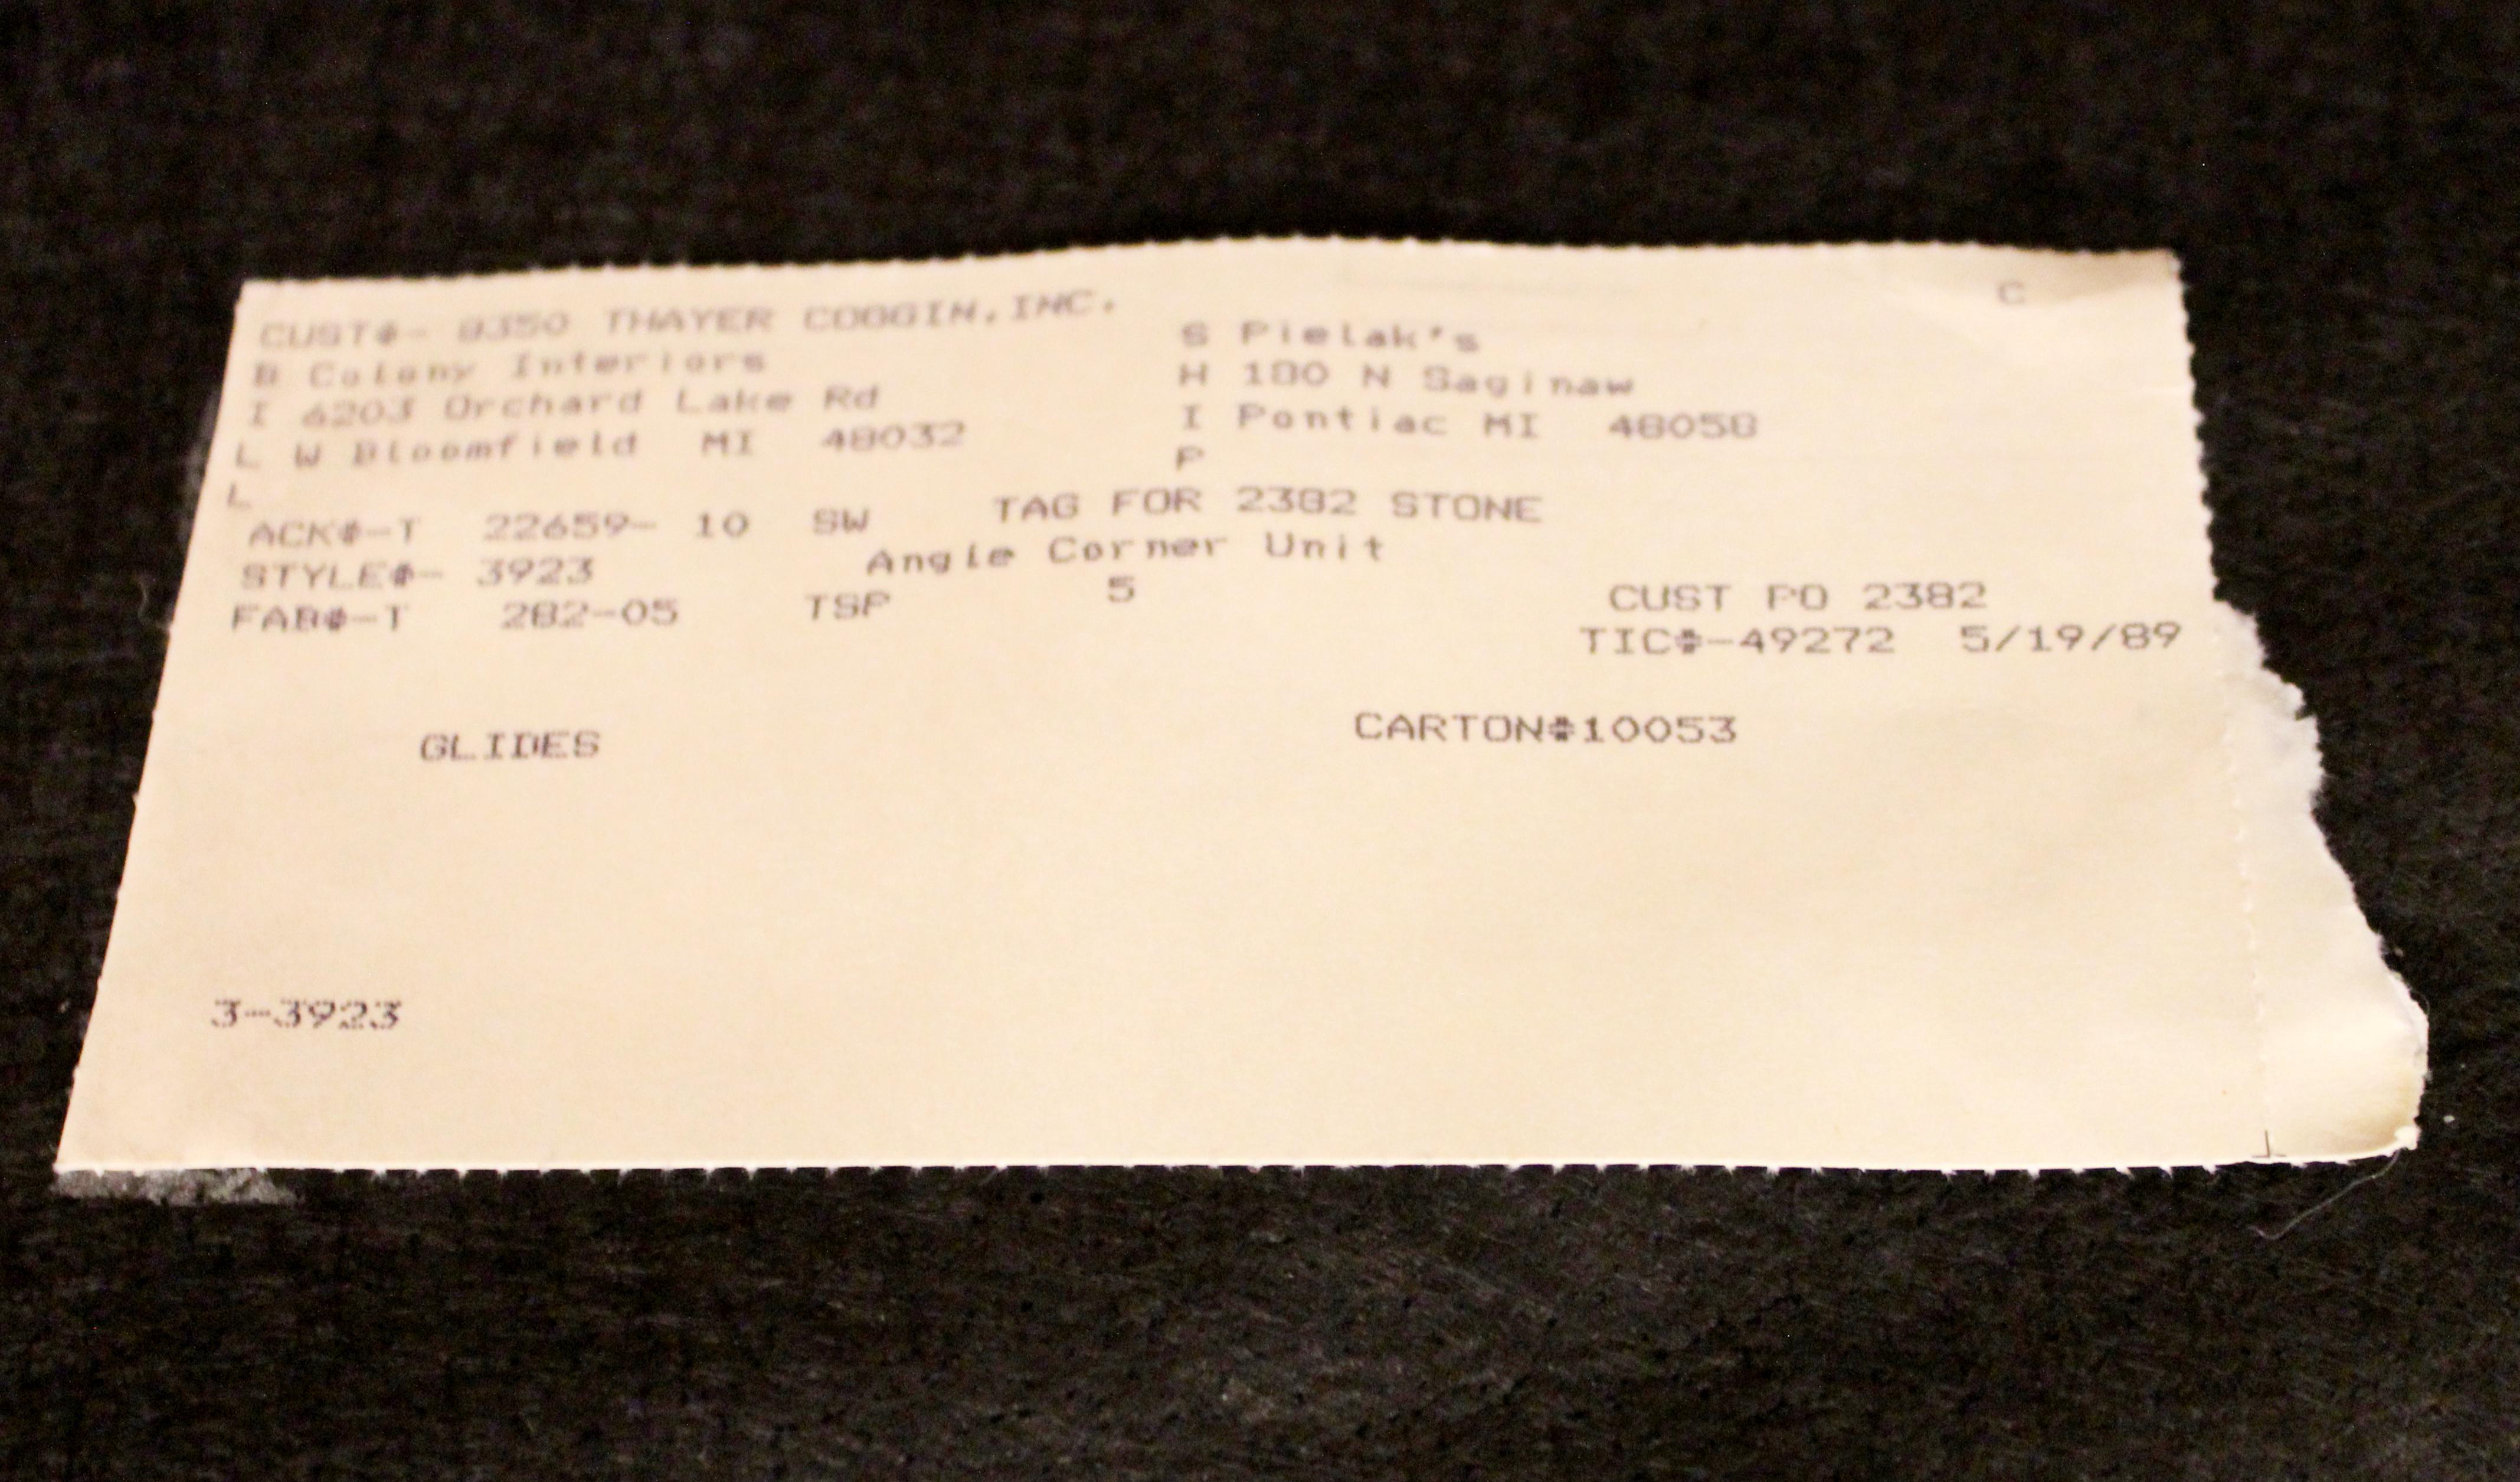 C
CUST#- 8350 THAYER COGGIN,INC.
B Colony Interiors
I 6203 Orchard Lake Rd
L W Bloomfield MI 48032
L
S Pielak's
H 180 N Saginaw
I Pontiac MI 48058
P
ACK#-T 22659- 10 SW TAG FOR 2382 STONE
STYLE#- 3923 Angle Corner Unit
FAB#-T 282-05 TSP 5
CUST PO 2382
TIC#-49272 5/19/89
GLIDES
CARTON#10053
3-3923